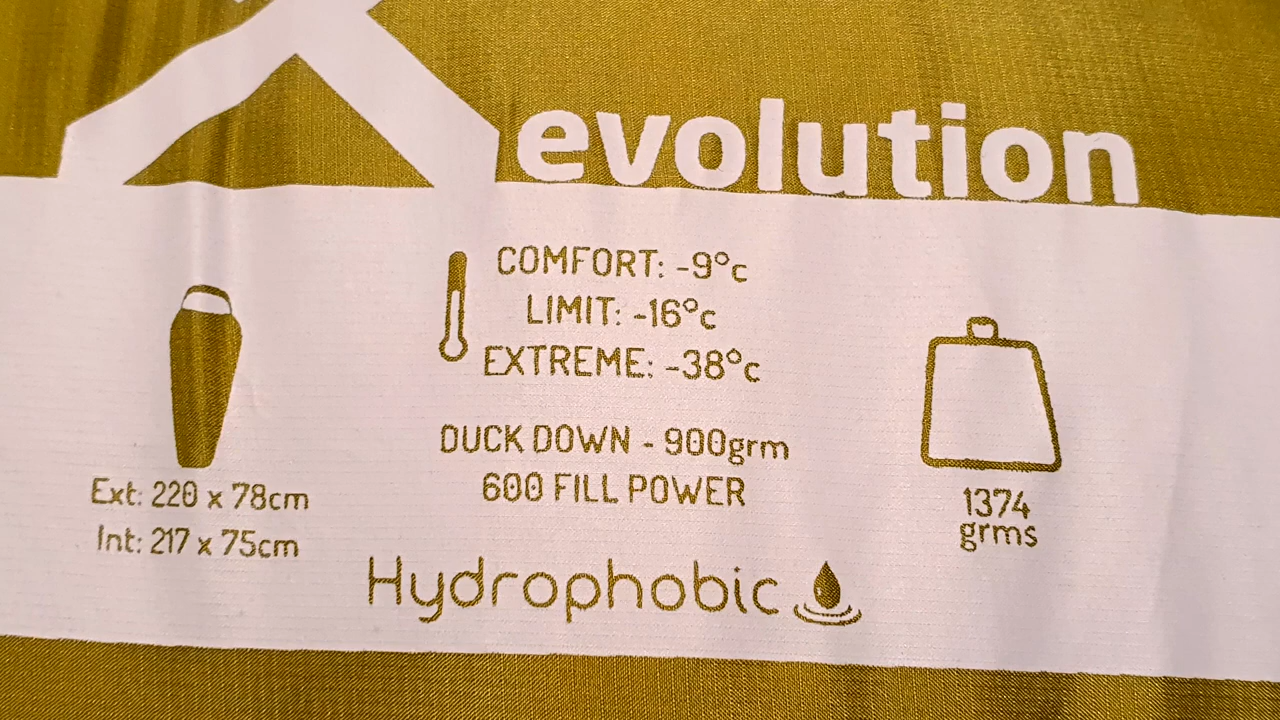 evolution
COMFORT: -9°c
LIMIT: -16°c
EXTREME: -38°c
DUCK DOWN - 900grm
600 FILL POWER
Ext: 220 x 78cm
Int: 217 x 75cm
1374
grms
Hydrophobic